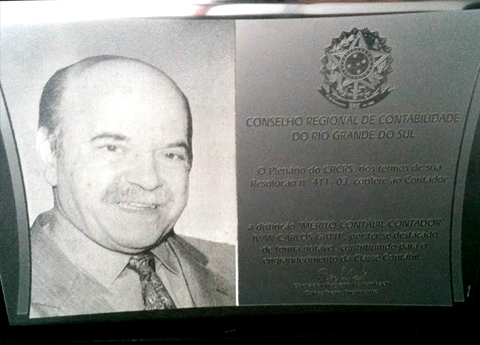 CONSELHO REGIONAL DE CONTABILIDADE
DO RIO GRANDE DO SUL
O Plenário do CRCRS, nos termos de sua
Resolução nº 411/03, confere ao Contador
a distinção "MÉRITO CONTÁBIL CONTADOR
IVAN CARLOS GATTI", por ter se destacado
de forma notável, contribuindo para o
engrandecimento da Classe Contábil.